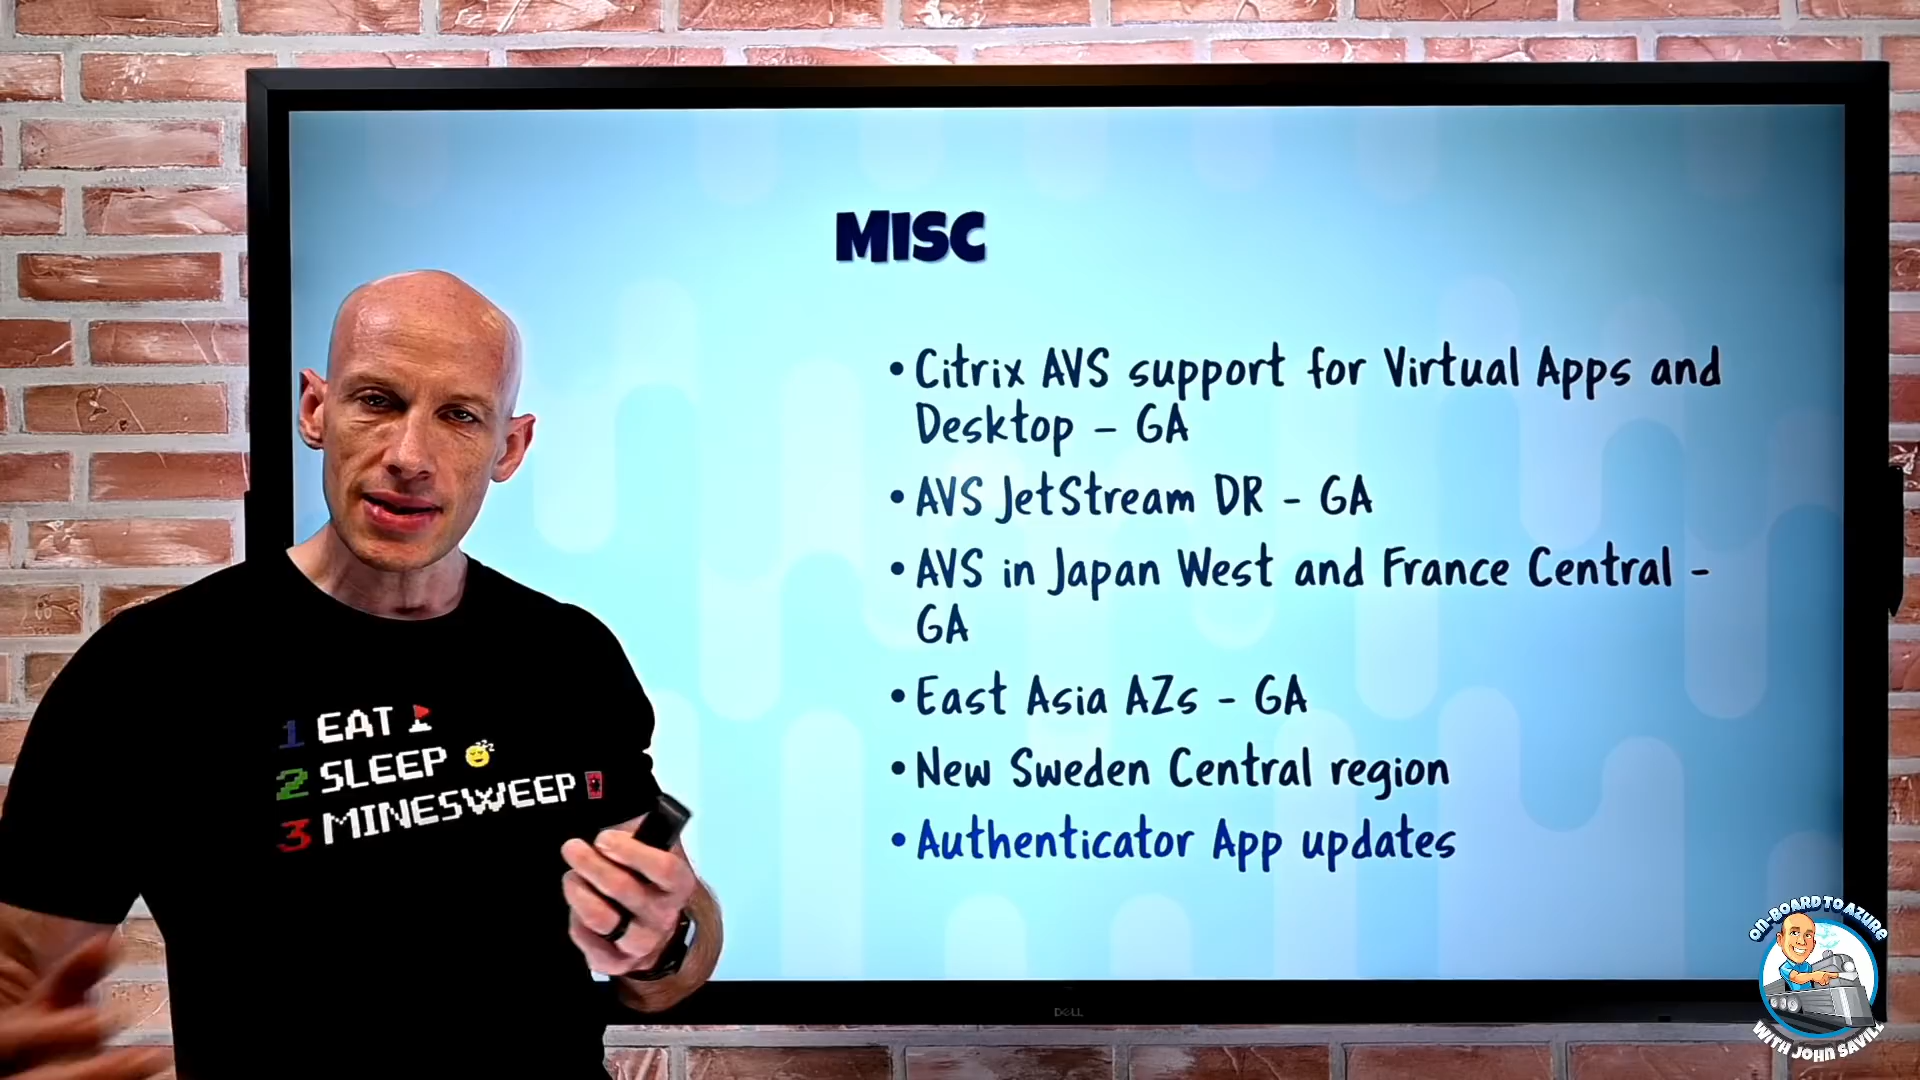 MISC
•Citrix AVS support for Virtual Apps and
Desktop – GA
•AVS JetStream DR - GA
•AVS in Japan West and France Central -
GA
•East Asia AZs - GA
•New Sweden Central region
•Authenticator App updates
1 EAT
2 SLEEP
3 MINESWEEP
DELL
ON-BOARD TO AZURE
WITH JOHN SAVILL